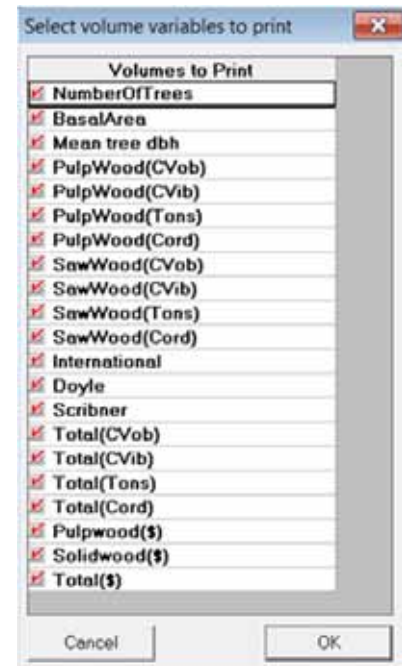 Select volume variables to print
Volumes to Print
NumberOfTrees
BasalArea
Mean tree dbh
PulpWood(CVob)
PulpWood(CVib)
PulpWood(Tons)
PulpWood(Cord)
SawWood(CVob)
SawWood(CVib)
SawWood(Tons)
SawWood(Cord)
International
Doyle
Scribner
Total(CVob)
Total(CVib)
Total(Tons)
Total(Cord)
Pulpwood($)
Solidwood($)
Total($)
Cancel OK